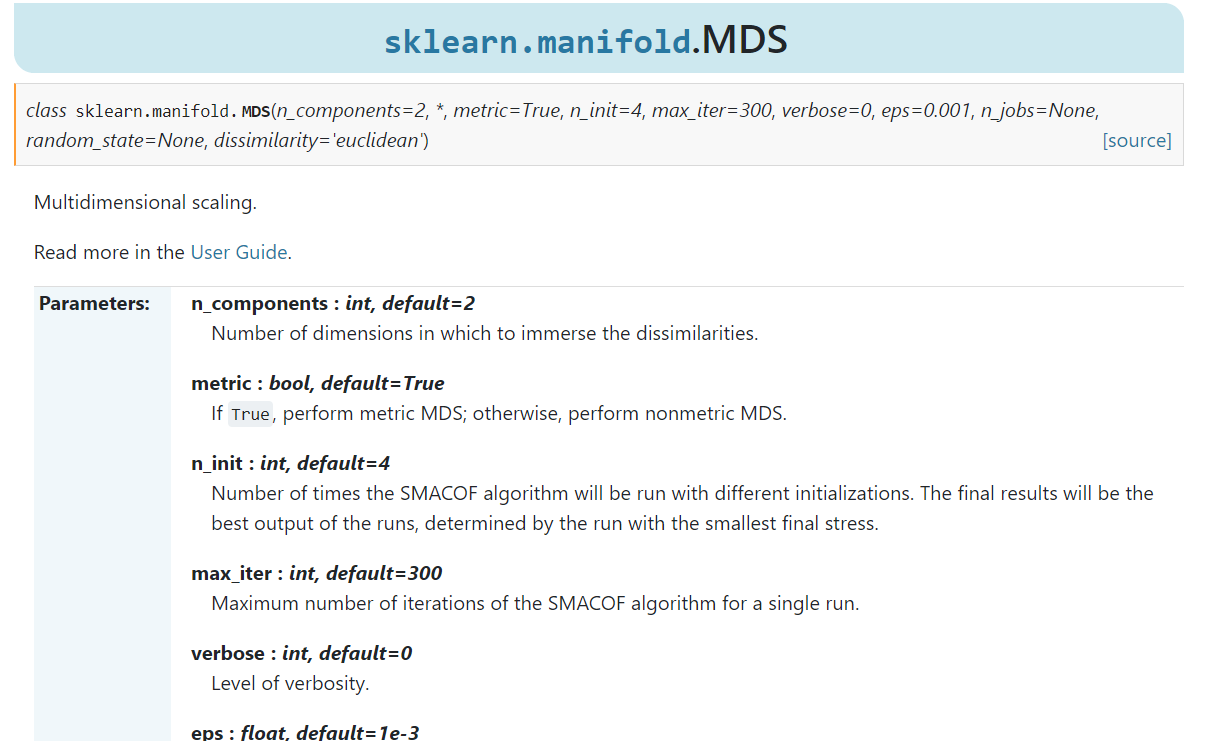 sklearn.manifold.MDS
class sklearn.manifold.MDS(n_components=2, *, metric=True, n_init=4, max_iter=300, verbose=0, eps=0.001, n_jobs=None,
random_state=None, dissimilarity='euclidean') [source]
Multidimensional scaling.
Read more in the User Guide.
Parameters: n_components : int, default=2
Number of dimensions in which to immerse the dissimilarities.
metric : bool, default=True
If True, perform metric MDS; otherwise, perform nonmetric MDS.
n_init : int, default=4
Number of times the SMACOF algorithm will be run with different initializations. The final results will be the
best output of the runs, determined by the run with the smallest final stress.
max_iter : int, default=300
Maximum number of iterations of the SMACOF algorithm for a single run.
verbose : int, default=0
Level of verbosity.
eps : float, default=1e-3